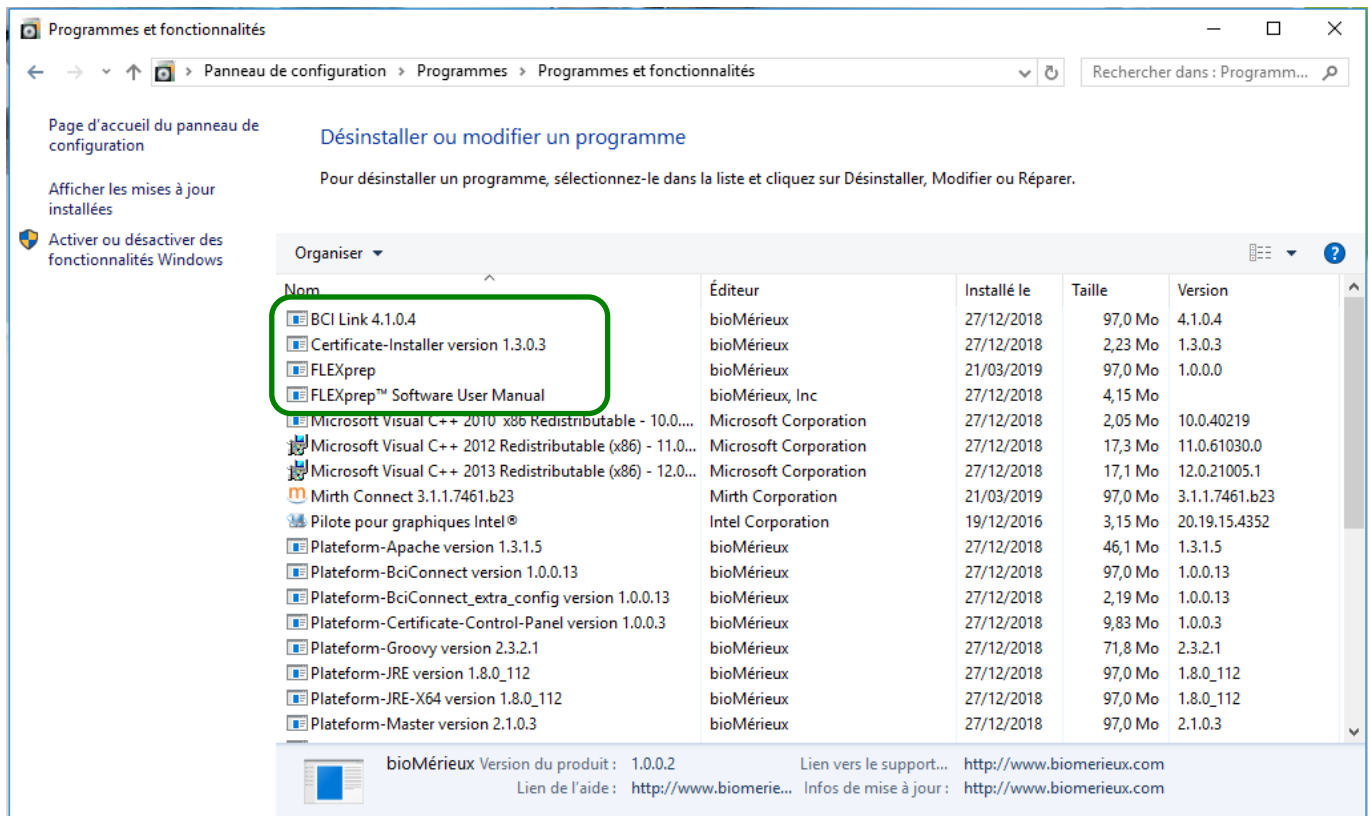 Programmes et fonctionnalités
Panneau de configuration > Programmes > Programmes et fonctionnalités
Rechercher dans : Programm...
Page d'accueil du panneau de
configuration
Afficher les mises à jour
installées
Activer ou désactiver des
fonctionnalités Windows
Désinstaller ou modifier un programme
Pour désinstaller un programme, sélectionnez-le dans la liste et cliquez sur Désinstaller, Modifier ou Réparer.
Organiser
Nom Éditeur Installé le Taille Version
BCI Link 4.1.0.4 bioMérieux 27/12/2018 97,0 Mo 4.1.0.4
Certificate-Installer version 1.3.0.3 bioMérieux 27/12/2018 2,23 Mo 1.3.0.3
FLEXprep bioMérieux 21/03/2019 97,0 Mo 1.0.0.0
FLEXprep™ Software User Manual bioMérieux, Inc 27/12/2018 4,15 Mo
Microsoft Visual C++ 2010 x86 Redistributable - 10.0.... Microsoft Corporation 27/12/2018 2,05 Mo 10.0.40219
Microsoft Visual C++ 2012 Redistributable (x86) - 11.0... Microsoft Corporation 27/12/2018 17,3 Mo 11.0.61030.0
Microsoft Visual C++ 2013 Redistributable (x86) - 12.0... Microsoft Corporation 27/12/2018 17,1 Mo 12.0.21005.1
Mirth Connect 3.1.1.7461.b23 Mirth Corporation 21/03/2019 97,0 Mo 3.1.1.7461.b23
Pilote pour graphiques Intel® Intel Corporation 19/12/2016 3,15 Mo 20.19.15.4352
Plateform-Apache version 1.3.1.5 bioMérieux 27/12/2018 46,1 Mo 1.3.1.5
Plateform-BciConnect version 1.0.0.13 bioMérieux 27/12/2018 97,0 Mo 1.0.0.13
Plateform-BciConnect_extra_config version 1.0.0.13 bioMérieux 27/12/2018 2,19 Mo 1.0.0.13
Plateform-Certificate-Control-Panel version 1.0.0.3 bioMérieux 27/12/2018 9,83 Mo 1.0.0.3
Plateform-Groovy version 2.3.2.1 bioMérieux 27/12/2018 71,8 Mo 2.3.2.1
Plateform-JRE version 1.8.0_112 bioMérieux 27/12/2018 97,0 Mo 1.8.0_112
Plateform-JRE-X64 version 1.8.0_112 bioMérieux 27/12/2018 97,0 Mo 1.8.0_112
Plateform-Master version 2.1.0.3 bioMérieux 27/12/2018 97,0 Mo 2.1.0.3
bioMérieux Version du produit : 1.0.0.2 Lien vers le support... http://www.biomerieux.com
Lien de l'aide : http://www.biomerie... Infos de mise à jour : http://www.biomerieux.com